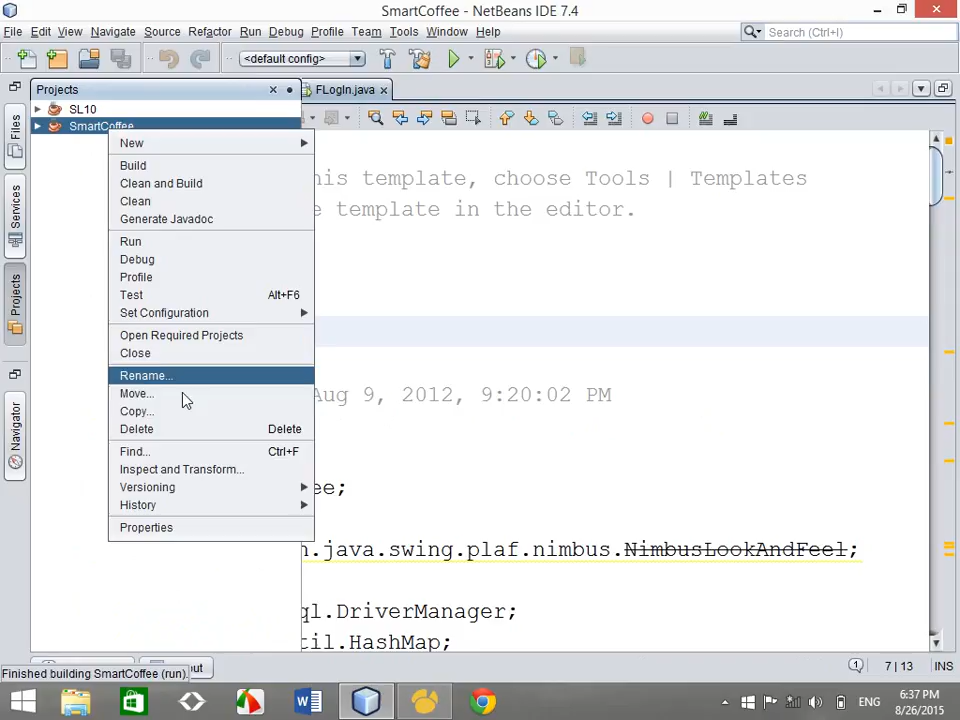 SmartCoffee - NetBeans IDE 7.4
File Edit View Navigate Source Refactor Run Debug Profile Team Tools Window Help
Search (Ctrl+I)
<default config>
Projects
FLogIn.java
SL10
SmartCoffee
Files
Services
Projects
Navigator
New
Build
Clean and Build
Clean
Generate Javadoc
Run
Debug
Profile
Test Alt+F6
Set Configuration
Open Required Projects
Close
Rename...
Move...
Copy...
Delete Delete
Find... Ctrl+F
Inspect and Transform...
Versioning
History
Properties
his template, choose Tools | Templates
e template in the editor.
Aug 9, 2012, 9:20:02 PM
ee;
n.java.swing.plaf.nimbus.NimbusLookAndFeel;
ql.DriverManager;
til.HashMap;
Finished building SmartCoffee (run).
ut
1
7 | 13 INS
ENG
6:37 PM
8/26/2015